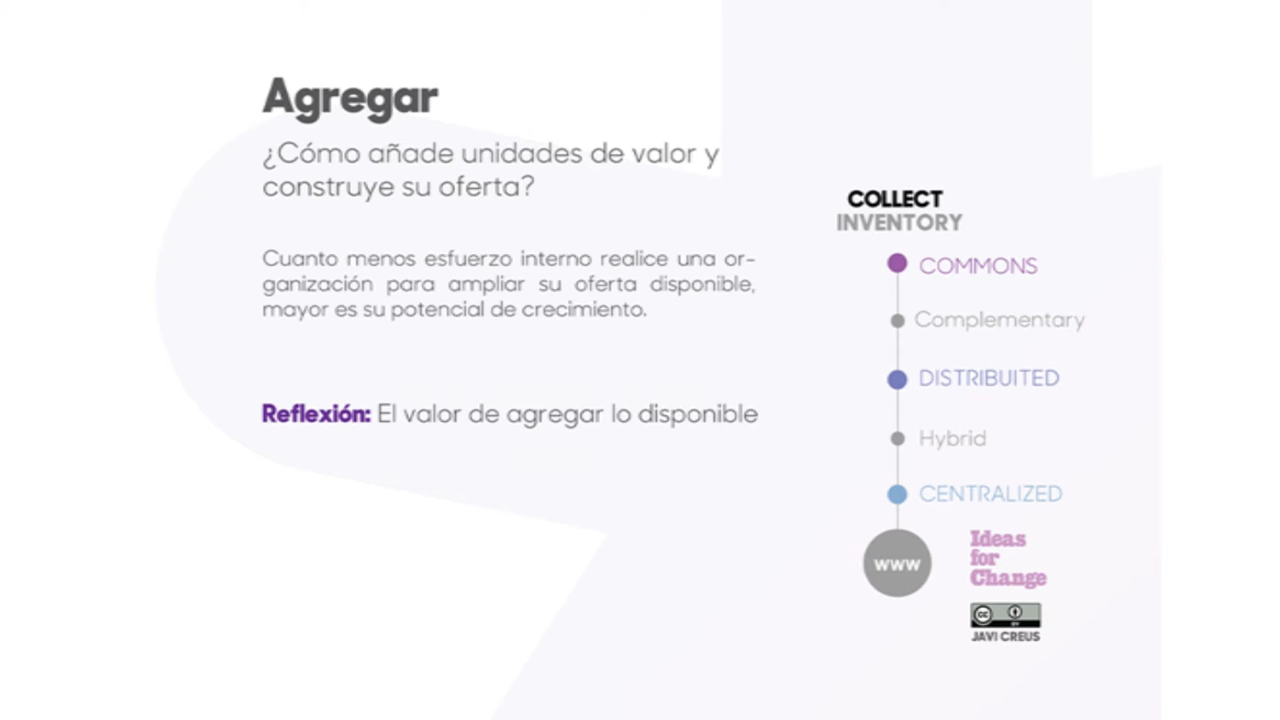 Agregar
¿Cómo añade unidades de valor y
construye su oferta?
Cuanto menos esfuerzo interno realice una or-
ganización para ampliar su oferta disponible,
mayor es su potencial de crecimiento.
Reflexión: El valor de agregar lo disponible
COLLECT
INVENTORY
COMMONS
Complementary
DISTRIBUITED
Hybrid
CENTRALIZED
www
Ideas
for
Change
cc
BY
JAVI CREUS